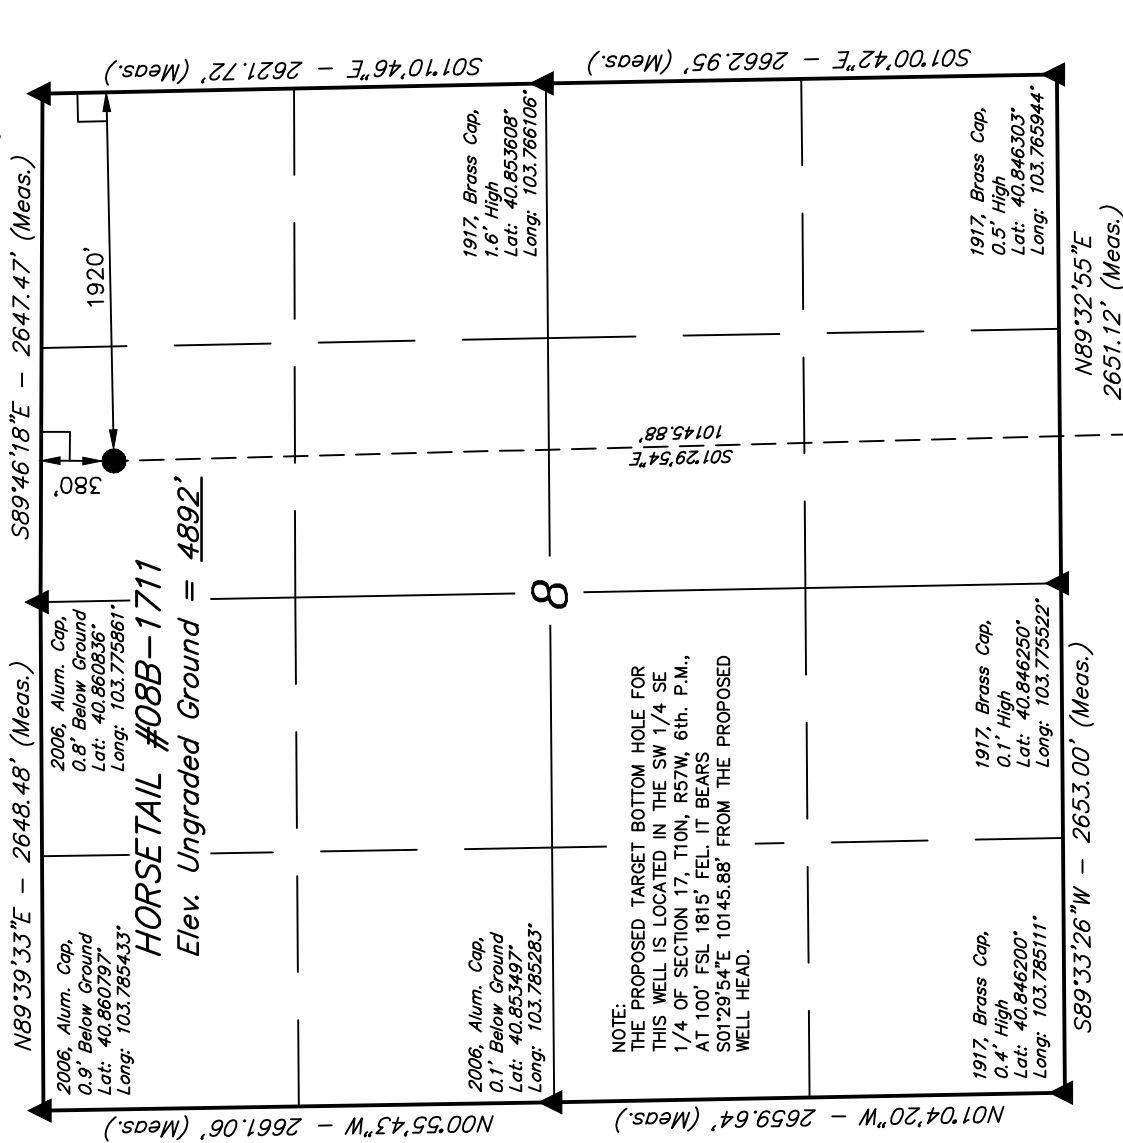 N89°39'33"E - 2648.48' (Meas.)
S89°46'18"E - 2647.47' (Meas.)
2006, Alum. Cap,
0.9' Below Ground
Lat: 40.860797°
Long: 103.785433°
2006, Alum. Cap,
0.8' Below Ground
Lat: 40.860836°
Long: 103.775861°
380'
1920'
HORSETAIL #08B-1711
Elev. Ungraded Ground = 4892'
N00°55'43"W - 2661.06' (Meas.)
S01°10'46"E - 2621.72' (Meas.)
2006, Alum. Cap,
0.1' Below Ground
Lat: 40.853497°
Long: 103.785283°
1917, Brass Cap,
1.6' High
Lat: 40.853608°
Long: 103.766106°
8
S01°29'54"E
10145.88'
NOTE:
THE PROPOSED TARGET BOTTOM HOLE FOR
THIS WELL IS LOCATED IN THE SW 1/4 SE
1/4 OF SECTION 17, T10N, R57W, 6th. P.M.,
AT 100' FSL 1815' FEL. IT BEARS
S01°29'54"E 10145.88' FROM THE PROPOSED
WELL HEAD.
N01°04'20"W - 2659.64' (Meas.)
S01°00'42"E - 2662.95' (Meas.)
1917, Brass Cap,
0.4' High
Lat: 40.846200°
Long: 103.785111°
1917, Brass Cap,
0.1' High
Lat: 40.846250°
Long: 103.775522°
1917, Brass Cap,
0.5' High
Lat: 40.846303°
Long: 103.765944°
S89°33'26"W - 2653.00' (Meas.)
N89°32'55"E
2651.12' (Meas.)